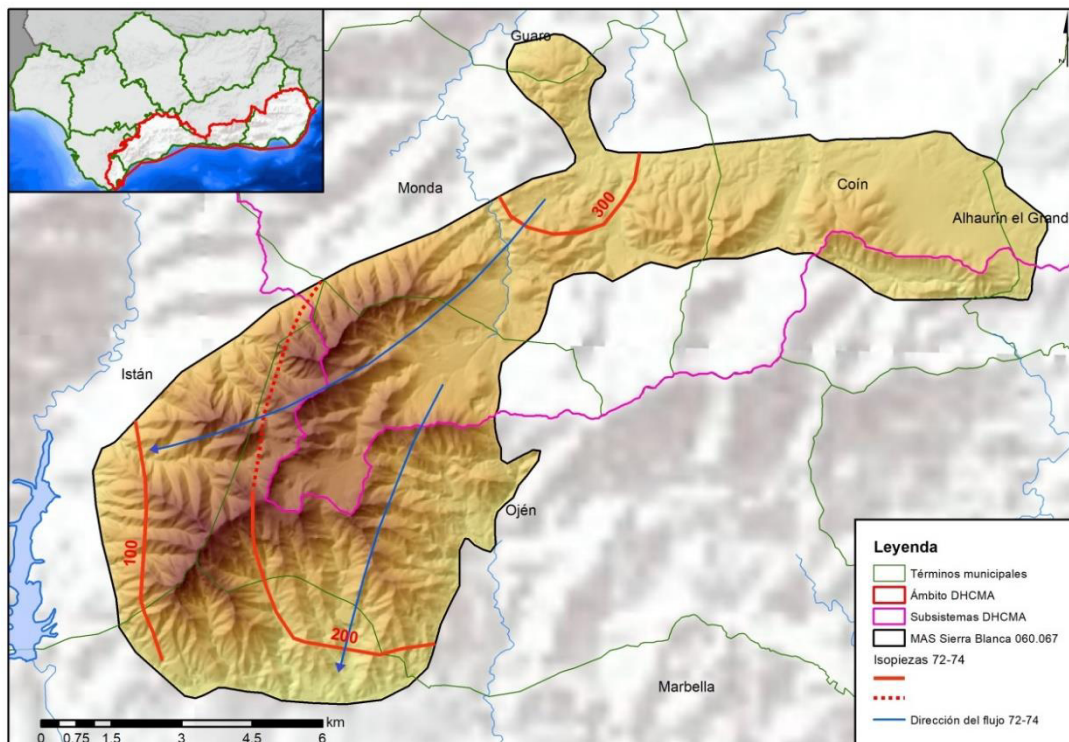 Guaro
Monda
300
Coín
Alhaurín el Grand
Istán
100
Ojén
200
Marbella
km
0 0.75 1.5 3 4.5 6
Leyenda
Términos municipales
Ámbito DHCMA
Subsistemas DHCMA
MAS Sierra Blanca 060.067
Isopiezas 72-74
Dirección del flujo 72-74